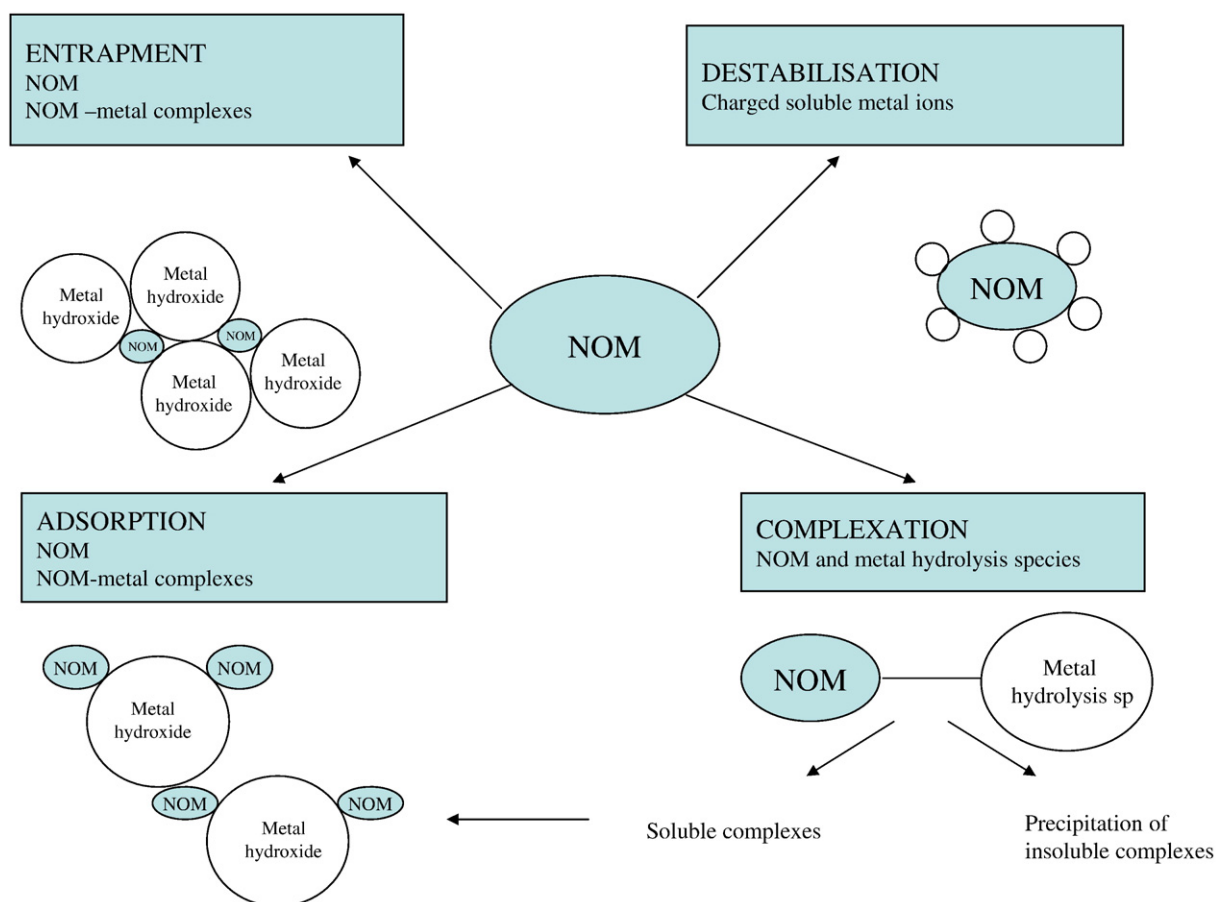 ENTRAPMENT
NOM
NOM –metal complexes
DESTABILISATION
Charged soluble metal ions
Metal
hydroxide
Metal
hydroxide
NOM
NOM
Metal
hydroxide
Metal
hydroxide
NOM
NOM
ADSORPTION
NOM
NOM-metal complexes
COMPLEXATION
NOM and metal hydrolysis species
NOM
NOM
Metal
hydroxide
NOM
NOM
Metal
hydroxide
NOM
Metal
hydrolysis sp
Soluble complexes
Precipitation of
insoluble complexes